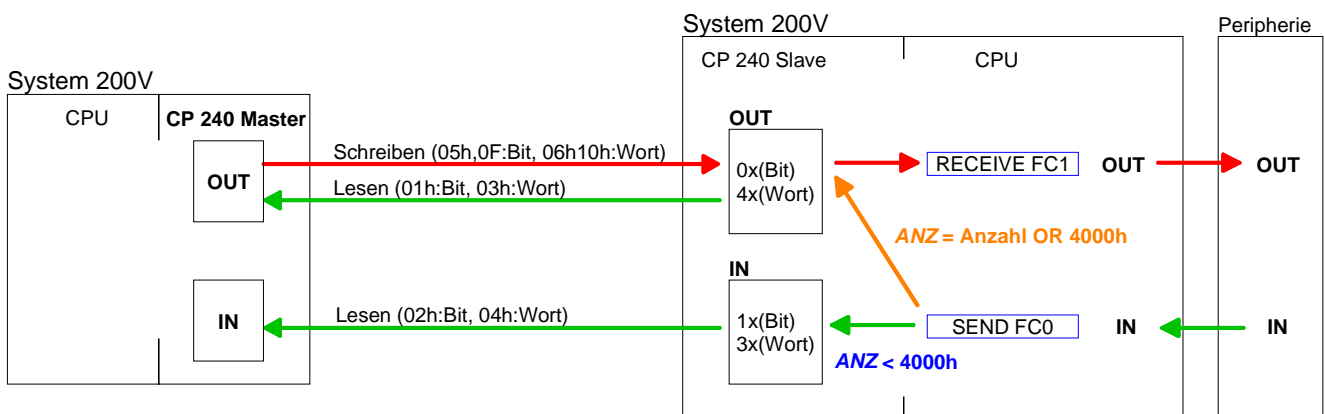 System 200V
Peripherie
CP 240 Slave
CPU
System 200V
CPU
CP 240 Master
OUT
Schreiben (05h,0F:Bit, 06h10h:Wort)
OUT
0x(Bit)
4x(Wort)
RECEIVE FC1
OUT
OUT
Lesen (01h:Bit, 03h:Wort)
ANZ = Anzahl OR 4000h
IN
IN
Lesen (02h:Bit, 04h:Wort)
1x(Bit)
3x(Wort)
SEND FC0
IN
IN
ANZ < 4000h